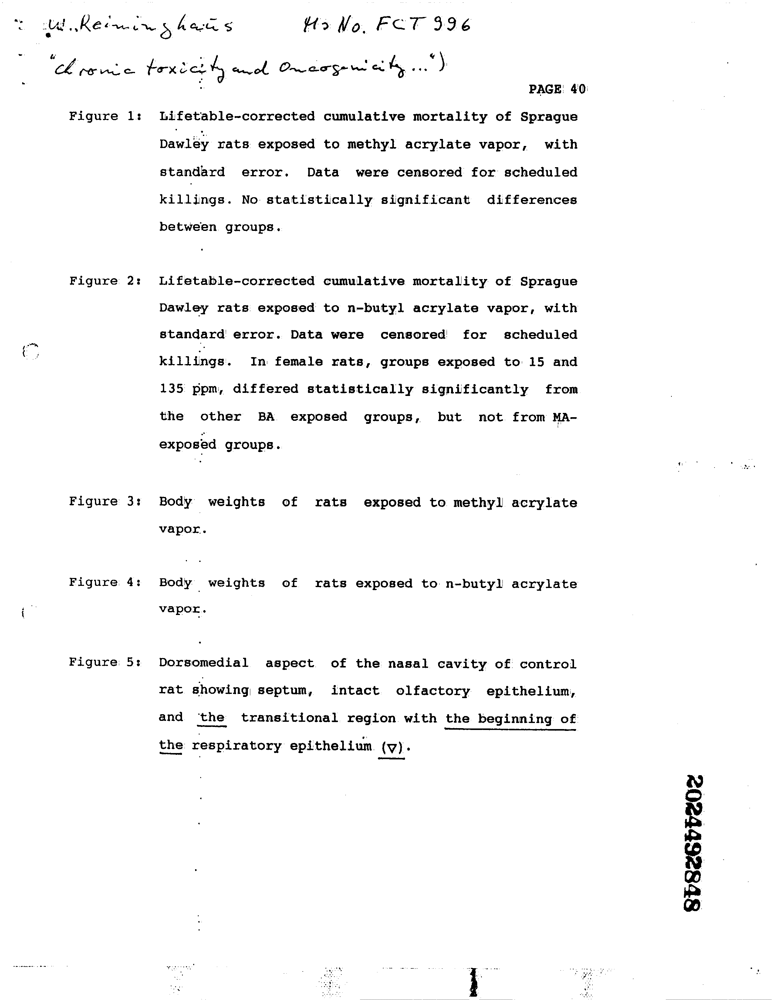 W. Reininghaus Ms No. FCT 996
"Chronic toxicity and Oncogenicity...")
PAGE 40
Figure 1: Lifetable-corrected cumulative mortality of Sprague
Dawley rats exposed to methyl acrylate vapor, with
standard error. Data were censored for scheduled
killings. No statistically significant differences
between groups.
Figure 2: Lifetable-corrected cumulative mortality of Sprague
Dawley rats exposed to n-butyl acrylate vapor, with
standard error. Data were censored for scheduled
killings. In female rats, groups exposed to 15 and
135 ppm, differed statistically significantly from
the other BA exposed groups, but not from MA-
exposed groups.
Figure 3: Body weights of rats exposed to methyl acrylate
vapor.
Figure 4: Body weights of rats exposed to n-butyl acrylate
vapor.
Figure 5: Dorsomedial aspect of the nasal cavity of control
rat showing septum, intact olfactory epithelium,
and the transitional region with the beginning of
the respiratory epithelium (▽).
2024492848